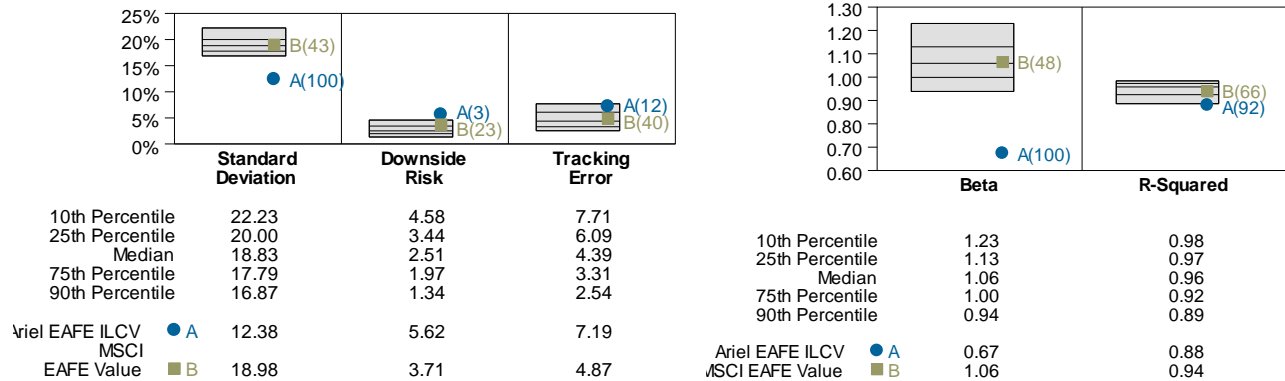 25%
20%
15%
10%
5%
0%
B(43)
A(100)
A(3)
B(23)
A(12)
B(40)
Standard Deviation
Downside Risk
Tracking Error
10th Percentile 22.23 4.58 7.71
25th Percentile 20.00 3.44 6.09
Median 18.83 2.51 4.39
75th Percentile 17.79 1.97 3.31
90th Percentile 16.87 1.34 2.54
Ariel EAFE ILCV A 12.38 5.62 7.19
MSCI
EAFE Value B 18.98 3.71 4.87
1.30
1.20
1.10
1.00
0.90
0.80
0.70
0.60
B(48)
A(100)
B(66)
A(92)
Beta
R-Squared
10th Percentile 1.23 0.98
25th Percentile 1.13 0.97
Median 1.06 0.96
75th Percentile 1.00 0.92
90th Percentile 0.94 0.89
Ariel EAFE ILCV A 0.67 0.88
MSCI EAFE Value B 1.06 0.94